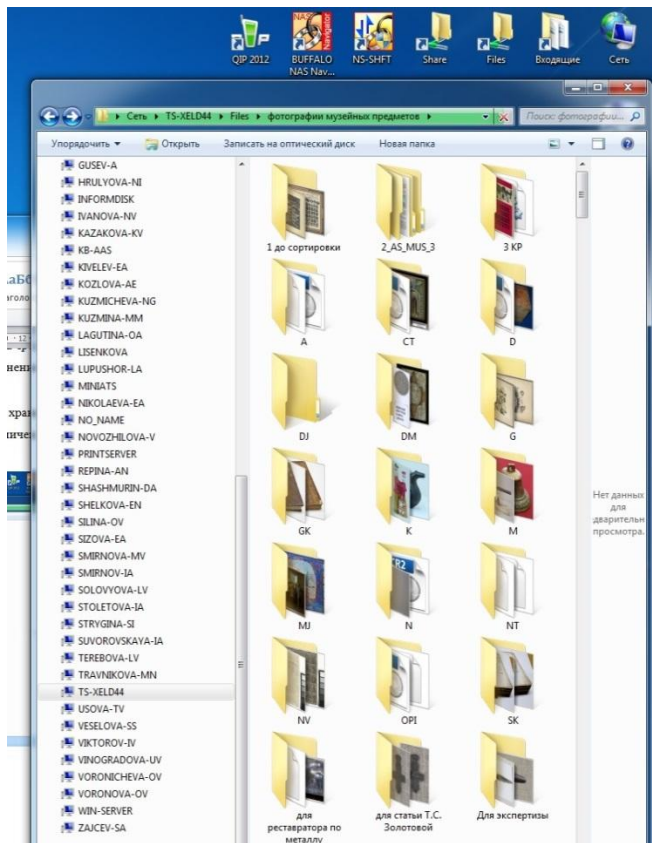 QIP 2012
BUFFALO
NAS Nav...
NS-SHFT
Share
Files
Входящие
Сеть
Сеть ▸ TS-XELD44 ▸ Files ▸ фотографии музейных предметов ▸
Поиск: фотографии...
Упорядочить ▼
Открыть
Записать на оптический диск
Новая папка
GUSEV-A
HRULYOVA-NI
INFORMDISK
IVANOVA-NV
KAZAKOVA-KV
KB-AAS
KIVELEV-EA
KOZLOVA-AE
KUZMICHEVA-NG
KUZMINA-MM
LAGUTINA-OA
LISENKOVA
LUPUSHOR-LA
MINIATS
NIKOLAEVA-EA
NO_NAME
NOVOZHILOVA-V
PRINTSERVER
REPINA-AN
SHASHMURIN-DA
SHELKOVA-EN
SILINA-OV
SIZOVA-EA
SMIRNOVA-MV
SMIRNOV-IA
SOLOVYOVA-LV
STOLETOVA-IA
STRYGINA-SI
SUVOROVSKAYA-IA
TEREBOVA-LV
TRAVNIKOVA-MN
TS-XELD44
USOVA-TV
VESELOVA-SS
VIKTOROV-IV
VINOGRADOVA-UV
VORONICHEVA-OV
VORONOVA-OV
WIN-SERVER
ZAJCEV-SA
1 до сортировки
2_AS_MUS_3
3 КР
A
CT
D
DJ
DM
G
GK
K
M
MJ
CR2
N
NT
NV
OPI
SK
для
реставратора по
металлу
для статьи Т.С.
Золотовой
Для экспертизы
Нет данных
для
дварительн
просмотра.